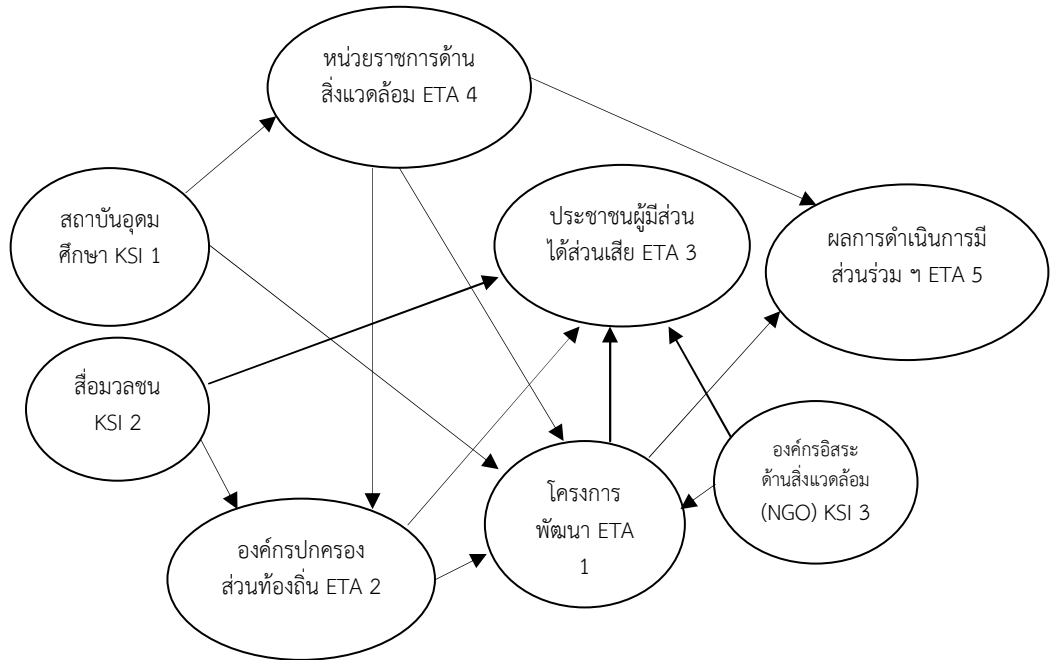 หน่วยราชการด้าน
สิ่งแวดล้อม ETA 4
สถาบันอุดม
ศึกษา KSI 1
ประชาชนผู้มีส่วน
ได้ส่วนเสีย ETA 3
ผลการดำเนินการมี
ส่วนร่วม ฯ ETA 5
สื่อมวลชน
KSI 2
องค์กรอิสระ
ด้านสิ่งแวดล้อม
(NGO) KSI 3
โครงการ
พัฒนา ETA
1
องค์กรปกครอง
ส่วนท้องถิ่น ETA 2